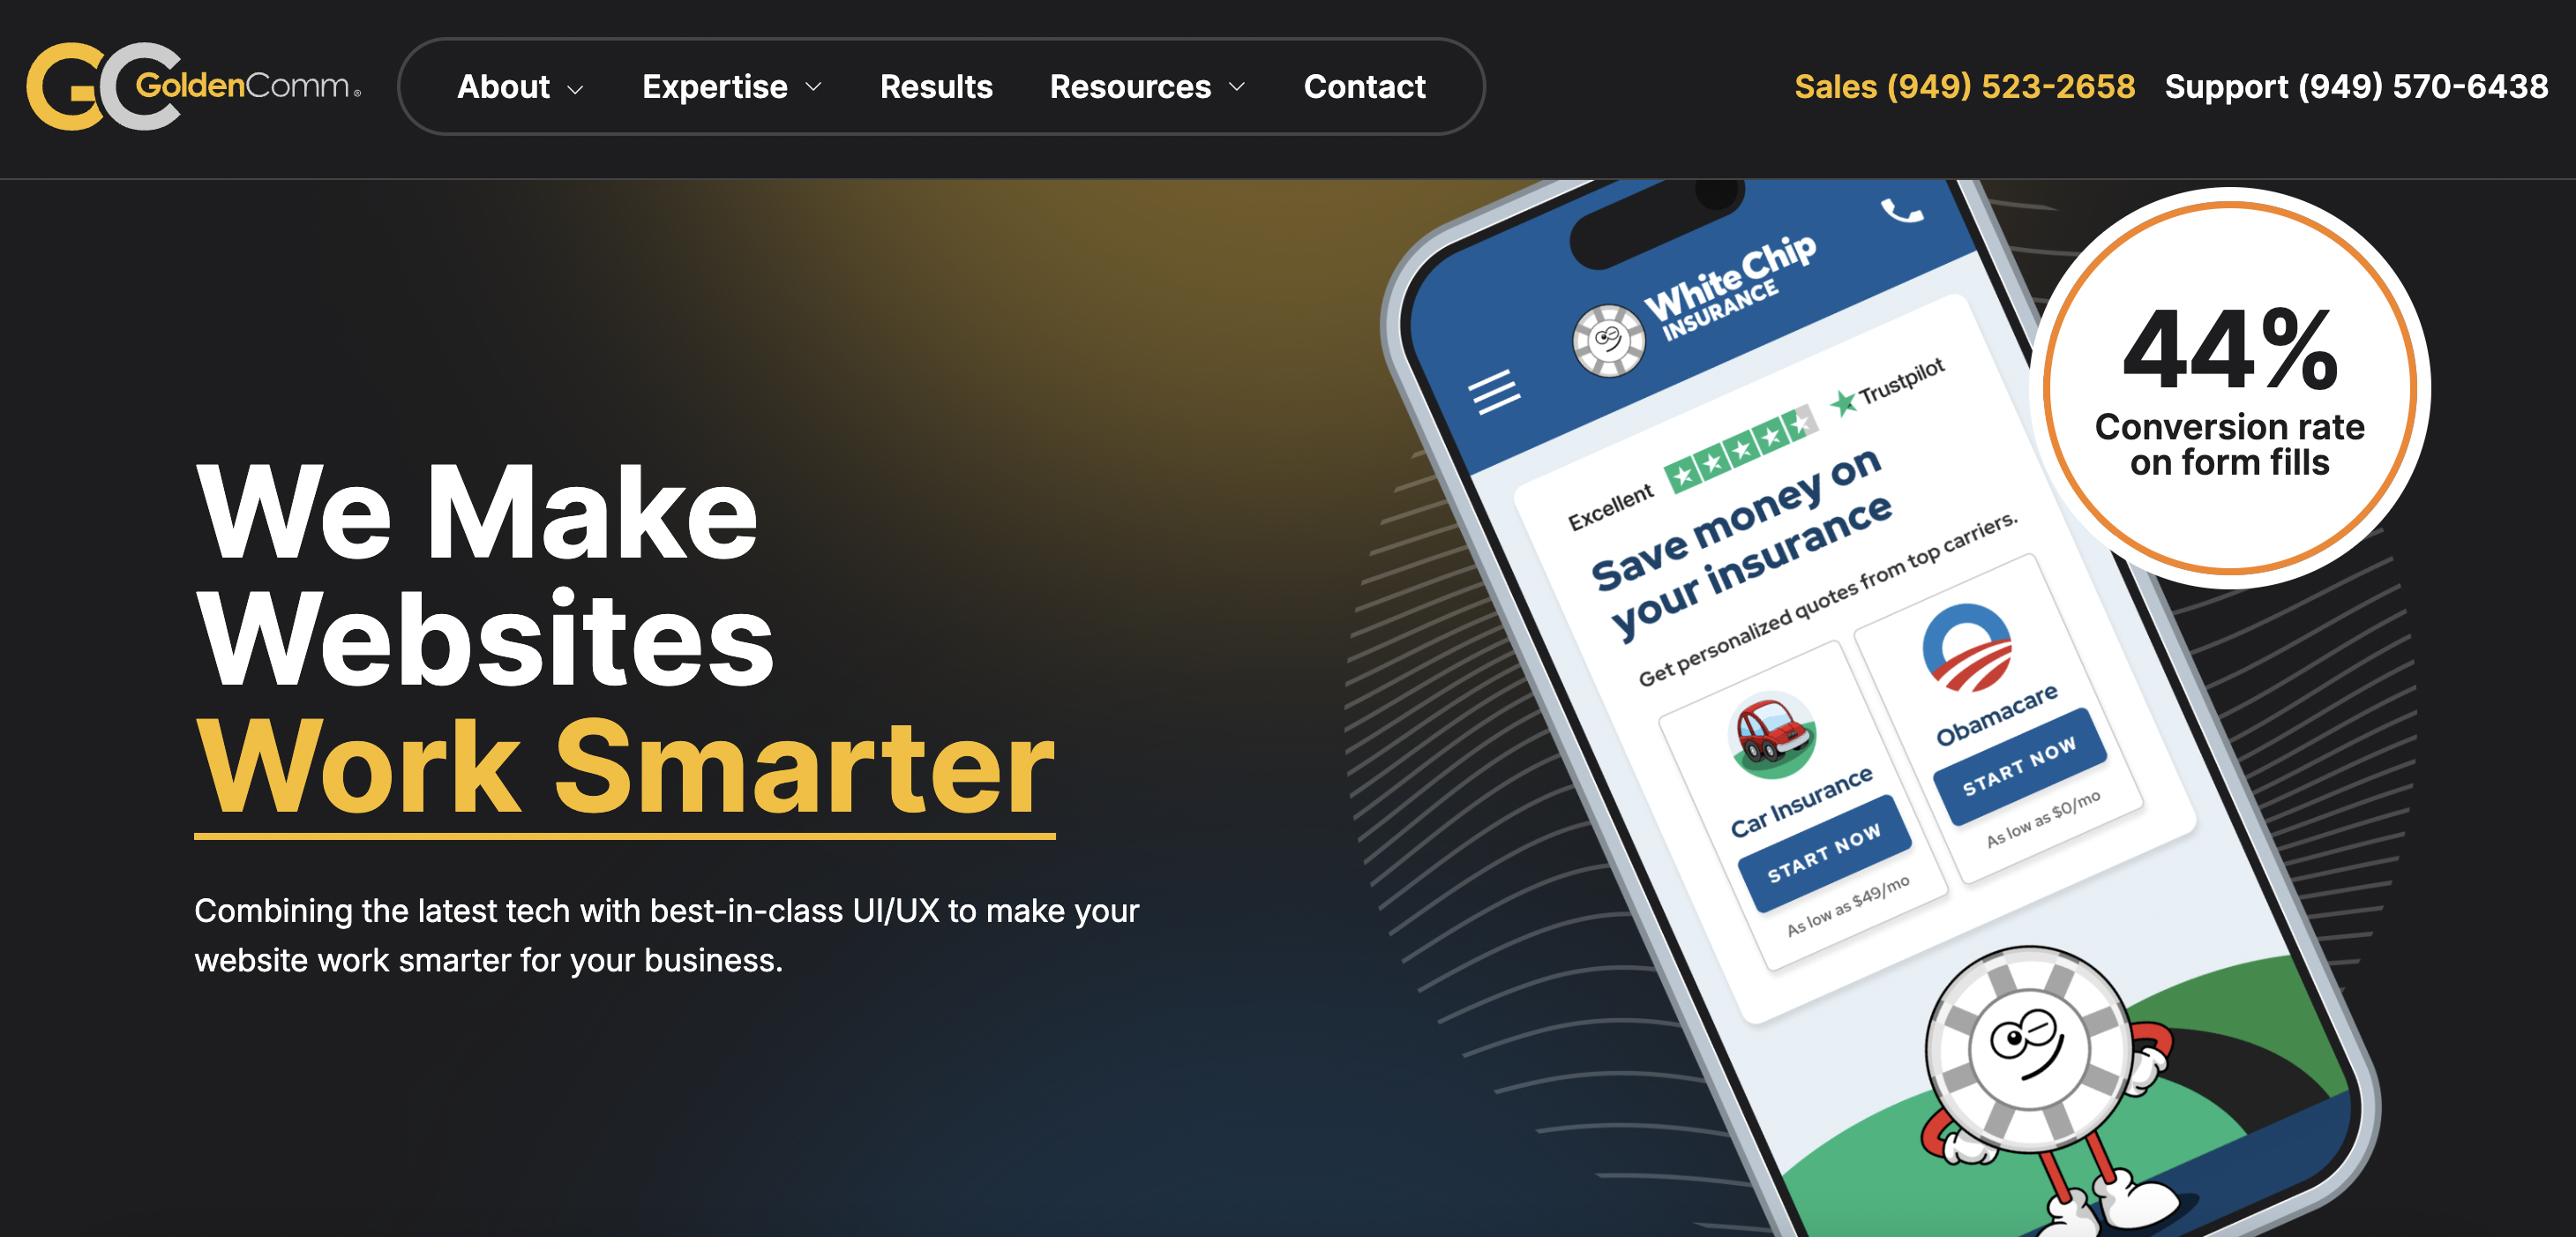 GoldenComm®
About
Expertise
Results
Resources
Contact
Sales (949) 523-2658
Support (949) 570-6438
We Make
Websites
Work Smarter
Combining the latest tech with best-in-class UI/UX to make your
website work smarter for your business.
White Chip
INSURANCE
Excellent
Trustpilot
Save money on
your insurance
Get personalized quotes from top carriers.
Car Insurance
START NOW
As low as $49/mo
Obamacare
START NOW
As low as $0/mo
44%
Conversion rate
on form fills